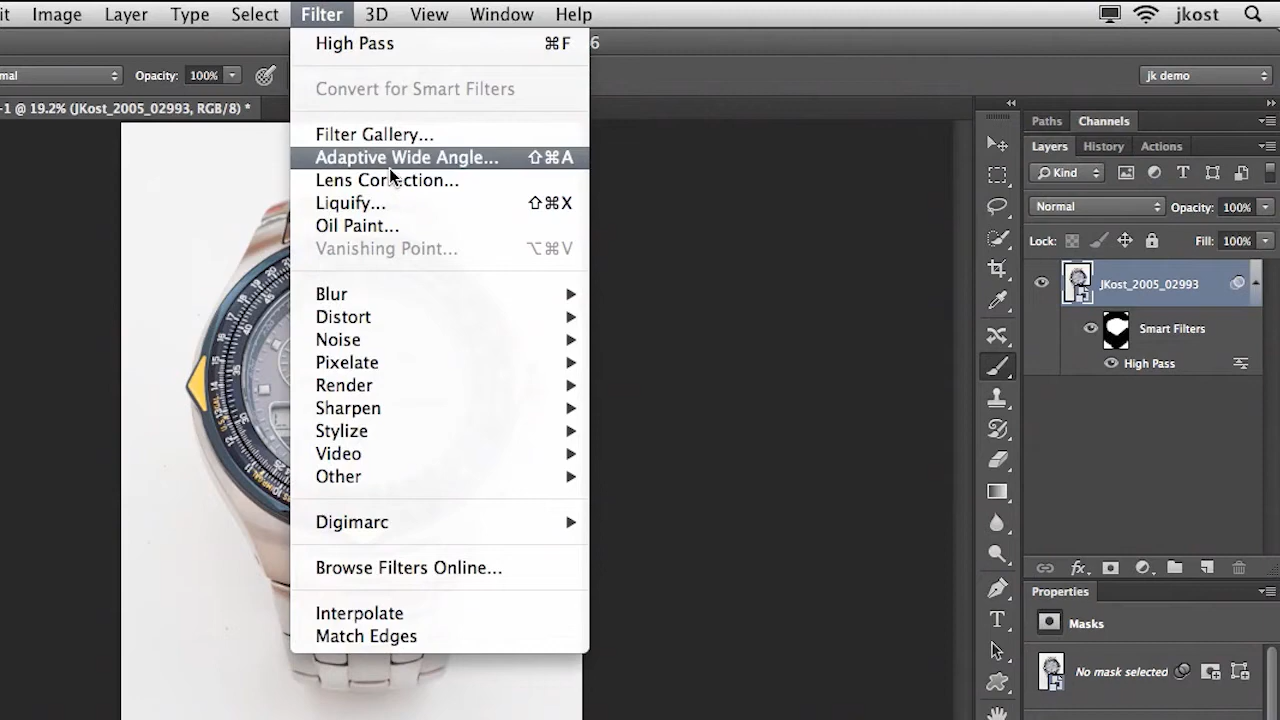 it Image Layer Type Select Filter 3D View Window Help jkost
6
mal Opacity: 100% jk demo
-1 @ 19.2% (JKost_2005_02993, RGB/8) *
High Pass ⌘F
Convert for Smart Filters
Filter Gallery...
Adaptive Wide Angle... ⇧⌘A
Lens Correction...
Liquify... ⇧⌘X
Oil Paint...
Vanishing Point... ⌥⌘V
Blur
Distort
Noise
Pixelate
Render
Sharpen
Stylize
Video
Other
Digimarc
Browse Filters Online...
Interpolate
Match Edges
Paths Channels
Layers History Actions
Kind
Normal Opacity: 100%
Lock: Fill: 100%
JKost_2005_02993
Smart Filters
High Pass
fx
Properties
Masks
No mask selected